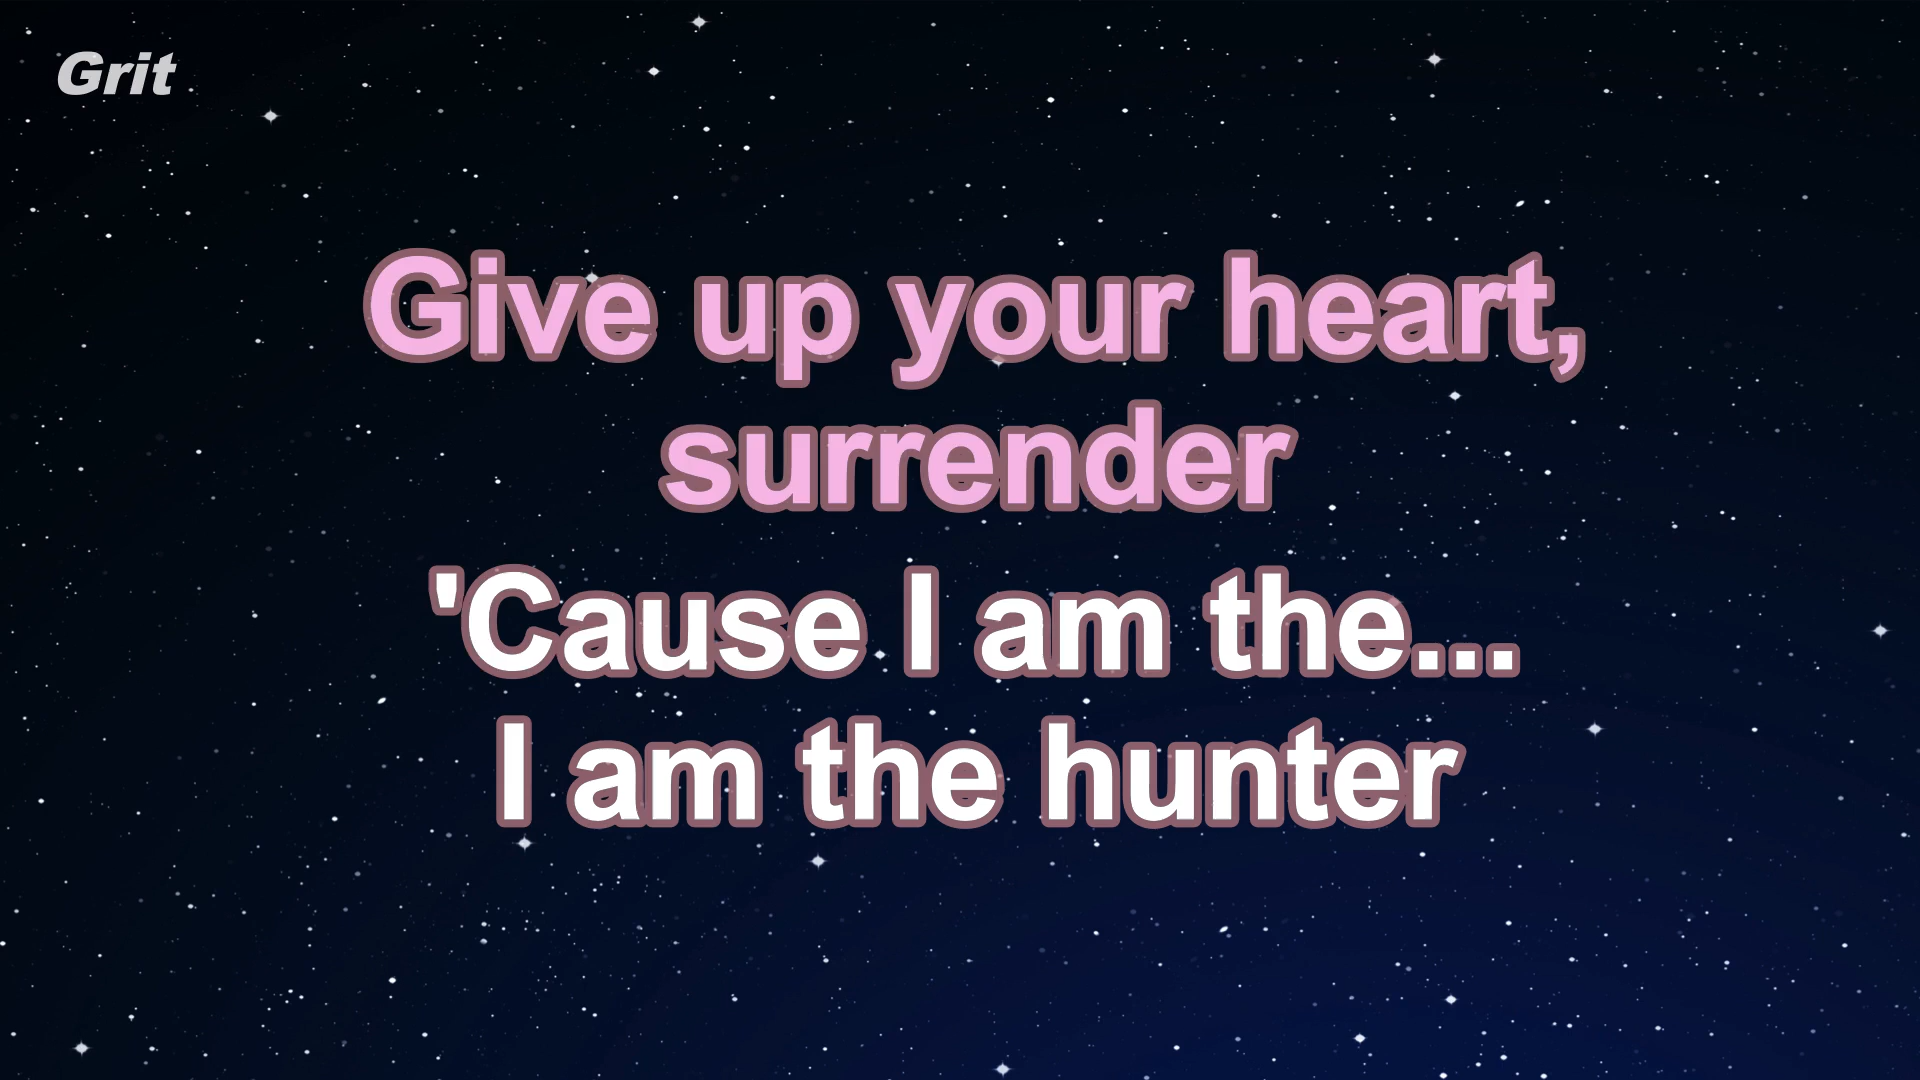 Grit
Give up your heart,
surrender
'Cause I am the...
I am the hunter